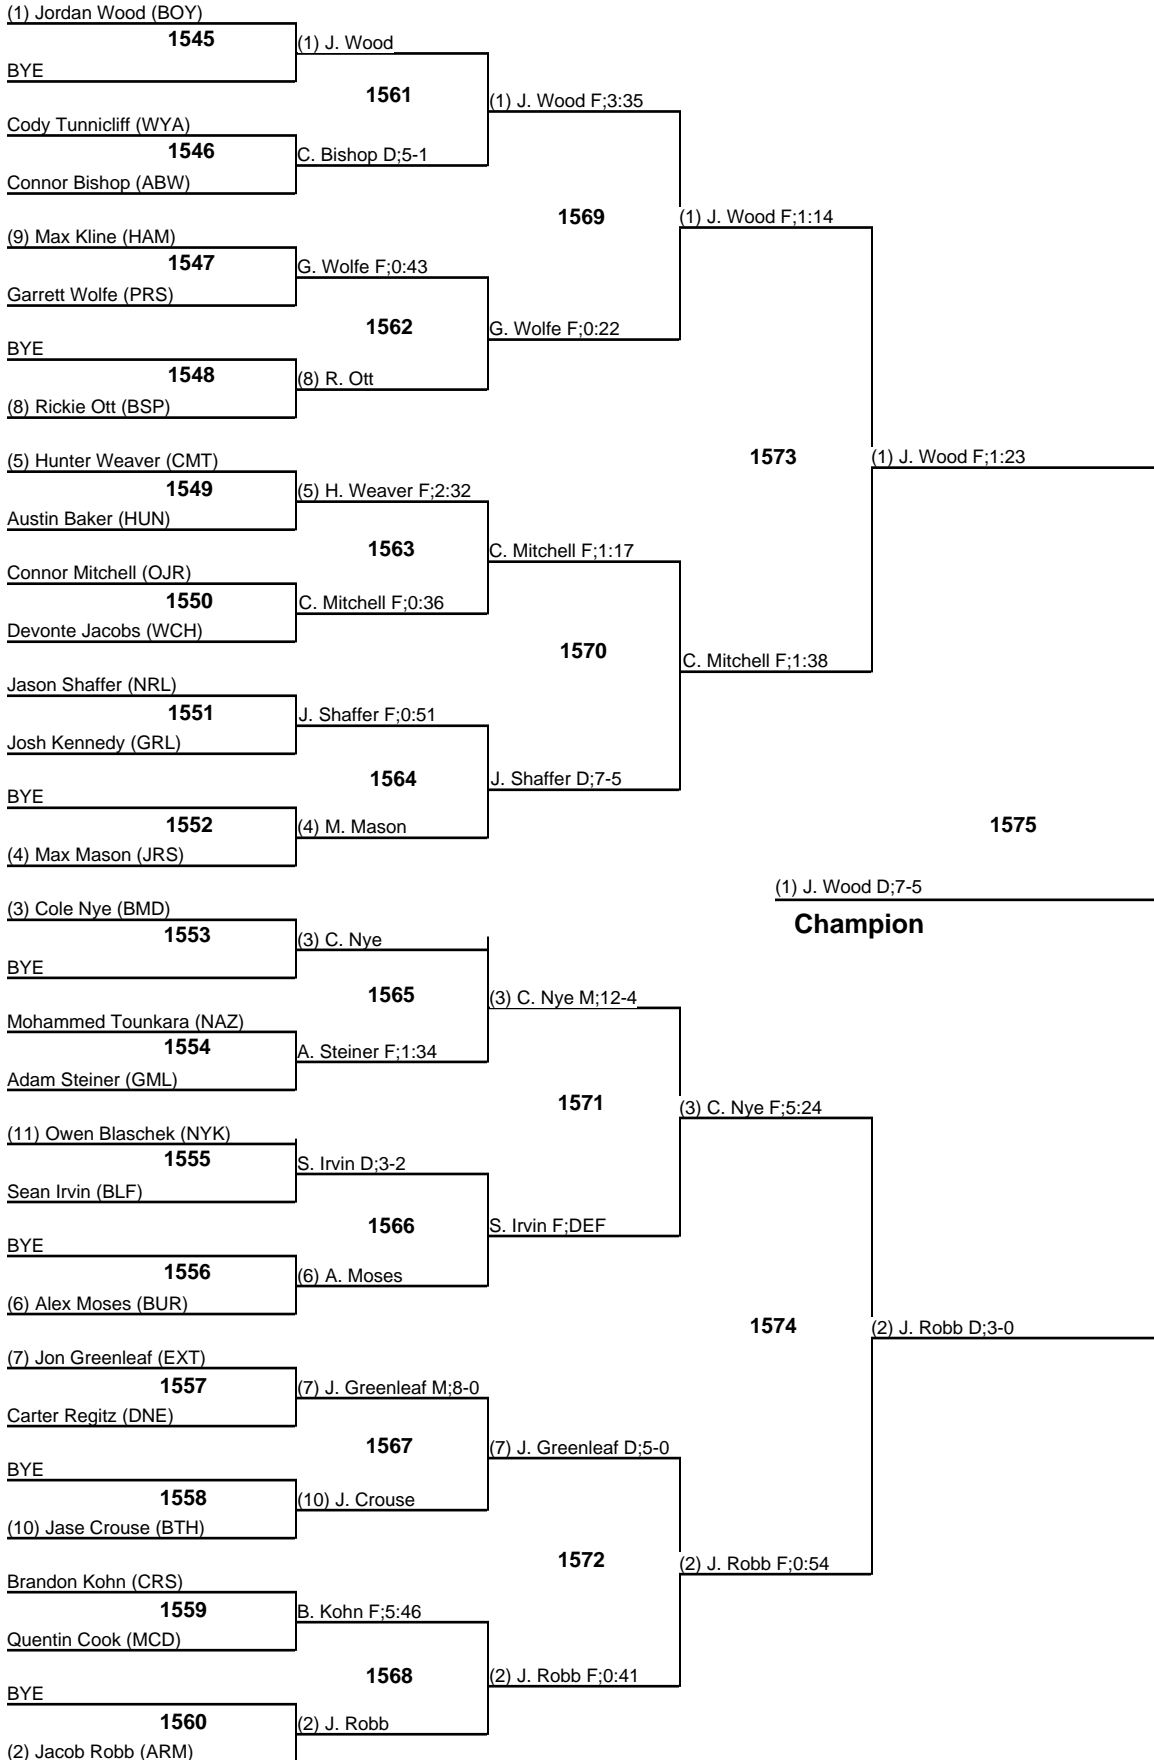 (1) Jordan Wood (BOY)
1545
BYE
(1) J. Wood
1561
Cody Tunnicliff (WYA)
1546
Connor Bishop (ABW)
C. Bishop D;5-1
(1) J. Wood F;3:35
1569
(9) Max Kline (HAM)
1547
Garrett Wolfe (PRS)
G. Wolfe F;0:43
1562
BYE
1548
(8) Rickie Ott (BSP)
(8) R. Ott
G. Wolfe F;0:22
(1) J. Wood F;1:14
1573
(5) Hunter Weaver (CMT)
1549
Austin Baker (HUN)
(5) H. Weaver F;2:32
1563
Connor Mitchell (OJR)
1550
Devonte Jacobs (WCH)
C. Mitchell F;0:36
C. Mitchell F;1:17
1570
Jason Shaffer (NRL)
1551
Josh Kennedy (GRL)
J. Shaffer F;0:51
1564
BYE
1552
(4) Max Mason (JRS)
(4) M. Mason
J. Shaffer D;7-5
C. Mitchell F;1:38
(1) J. Wood F;1:23
1575
(1) J. Wood D;7-5
Champion
(3) Cole Nye (BMD)
1553
BYE
(3) C. Nye
1565
Mohammed Tounkara (NAZ)
1554
Adam Steiner (GML)
A. Steiner F;1:34
(3) C. Nye M;12-4
1571
(11) Owen Blaschek (NYK)
1555
Sean Irvin (BLF)
S. Irvin D;3-2
1566
BYE
1556
(6) Alex Moses (BUR)
(6) A. Moses
S. Irvin F;DEF
(3) C. Nye F;5:24
1574
(7) Jon Greenleaf (EXT)
1557
Carter Regitz (DNE)
(7) J. Greenleaf M;8-0
1567
BYE
1558
(10) Jase Crouse (BTH)
(10) J. Crouse
(7) J. Greenleaf D;5-0
1572
Brandon Kohn (CRS)
1559
Quentin Cook (MCD)
B. Kohn F;5:46
1568
BYE
1560
(2) Jacob Robb (ARM)
(2) J. Robb
(2) J. Robb F;0:41
(2) J. Robb F;0:54
(2) J. Robb D;3-0